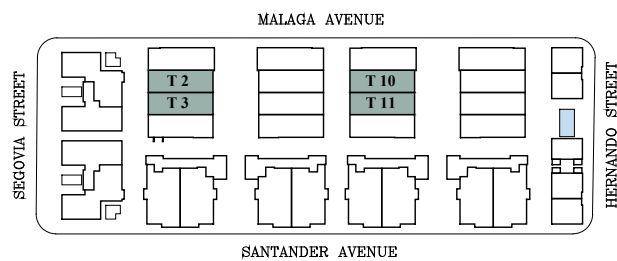 MALAGA AVENUE
SEGOVIA STREET
T 2
T 10
T 3
T 11
HERNANDO STREET
SANTANDER AVENUE